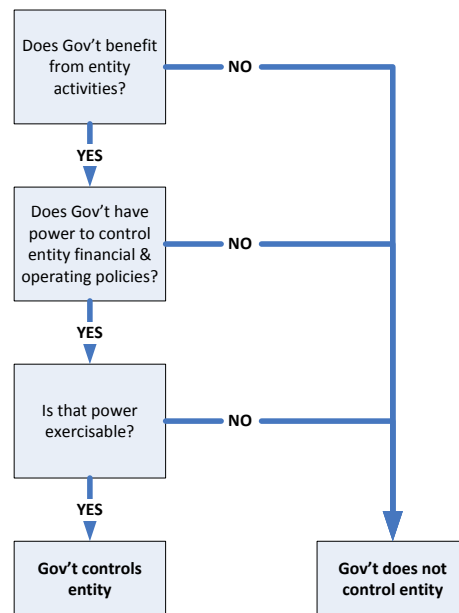 Does Gov't benefit
from entity
activities?
NO
YES
Does Gov't have
power to control
entity financial &
operating policies?
NO
YES
Is that power
exercisable?
NO
YES
Gov't controls
entity
Gov't does not
control entity